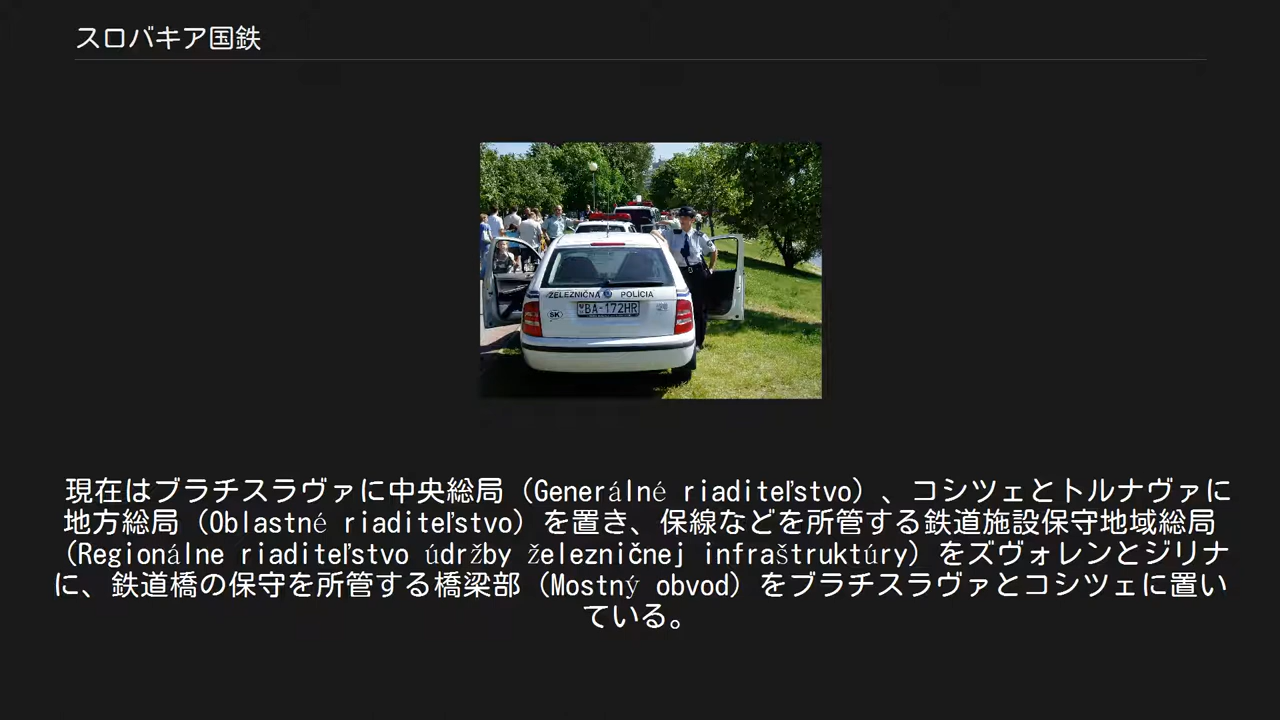 スロバキア国鉄
ŽELEZNIČNÁ POLÍCIA
SK
BA-172HR
現在はブラチスラヴァに中央総局（Generálné riaditeľstvo）、コシツェとトルナヴァに
地方総局（Oblastné riaditeľstvo）を置き、保線などを所管する鉄道施設保守地域総局
（Regionálne riaditeľstvo údržby železničnej infraštruktúry）をズヴォレンとジリナ
に、鉄道橋の保守を所管する橋梁部（Mostný obvod）をブラチスラヴァとコシツェに置い
ている。